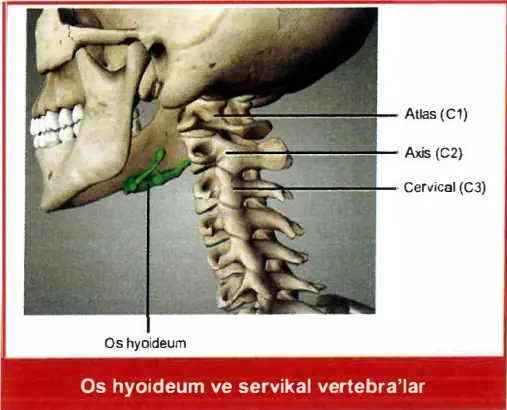 Atlas (C1)
Axis (C2)
Cervical (C3)
Os hyoideum
Os hyoideum ve servikal vertebra'lar